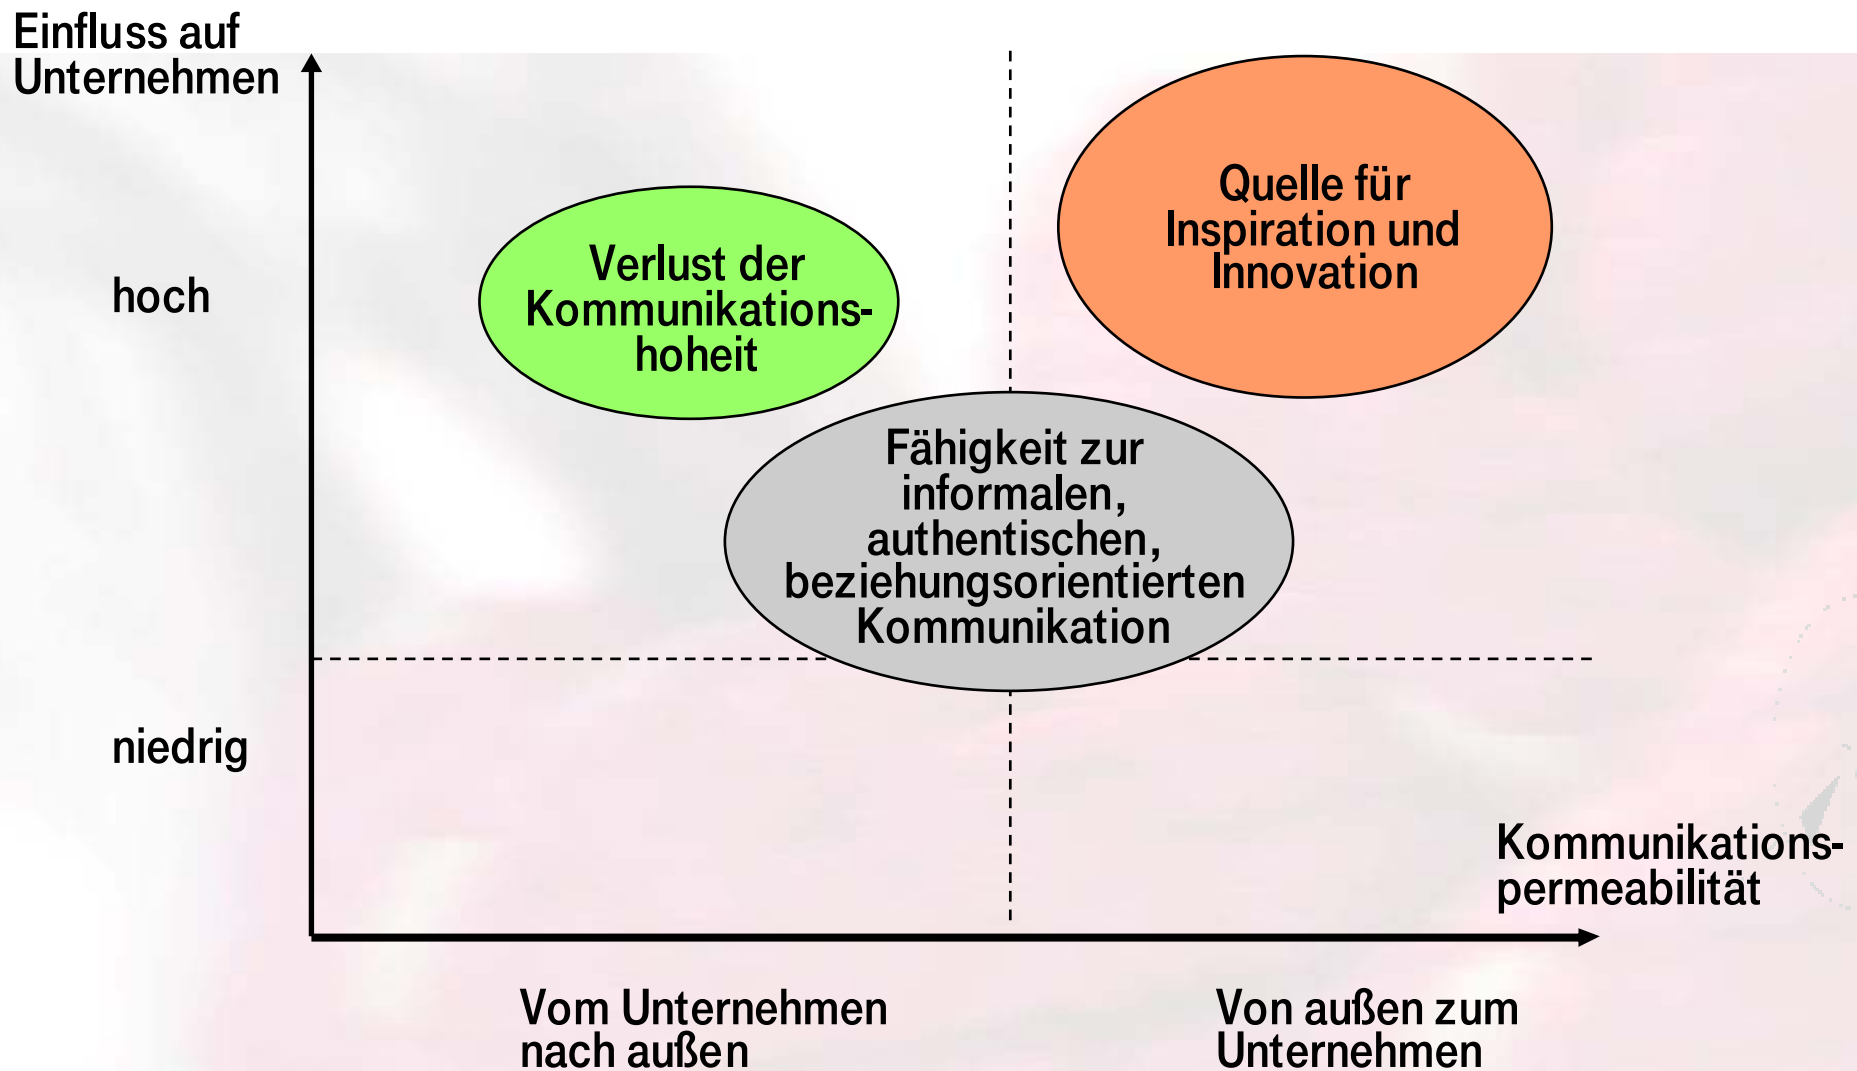 Einfluss auf
Unternehmen
hoch
niedrig
Verlust der
Kommunikations-
hoheit
Quelle für
Inspiration und
Innovation
Fähigkeit zur
informalen,
authentischen,
beziehungsorientierten
Kommunikation
Kommunikations-
permeabilität
Vom Unternehmen
nach außen
Von außen zum
Unternehmen